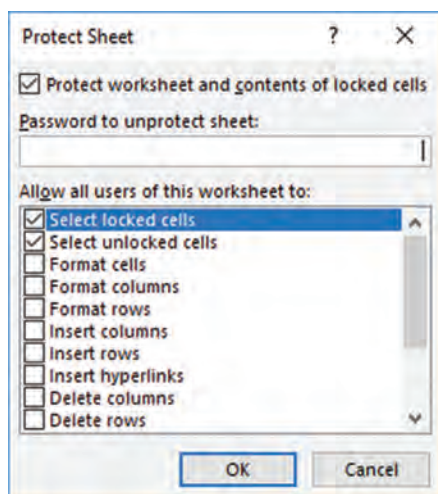 Protect Sheet ? X
Protect worksheet and contents of locked cells
Password to unprotect sheet:
Allow all users of this worksheet to:
Select locked cells
Select unlocked cells
Format cells
Format columns
Format rows
Insert columns
Insert rows
Insert hyperlinks
Delete columns
Delete rows
OK Cancel